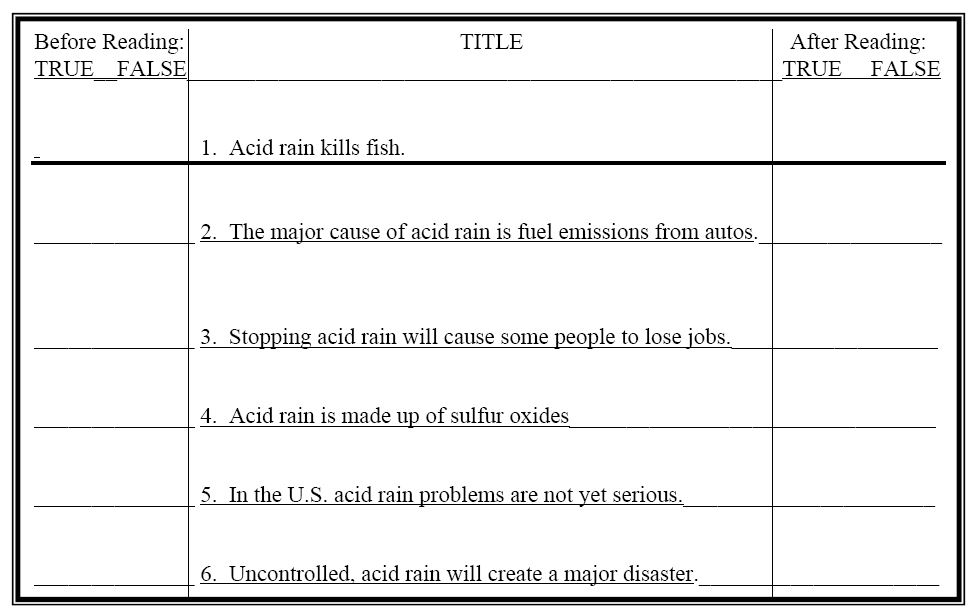 Before Reading: TITLE After Reading:
TRUE__FALSE TRUE FALSE
1. Acid rain kills fish.
2. The major cause of acid rain is fuel emissions from autos.
3. Stopping acid rain will cause some people to lose jobs.
4. Acid rain is made up of sulfur oxides
5. In the U.S. acid rain problems are not yet serious.
6. Uncontrolled, acid rain will create a major disaster.